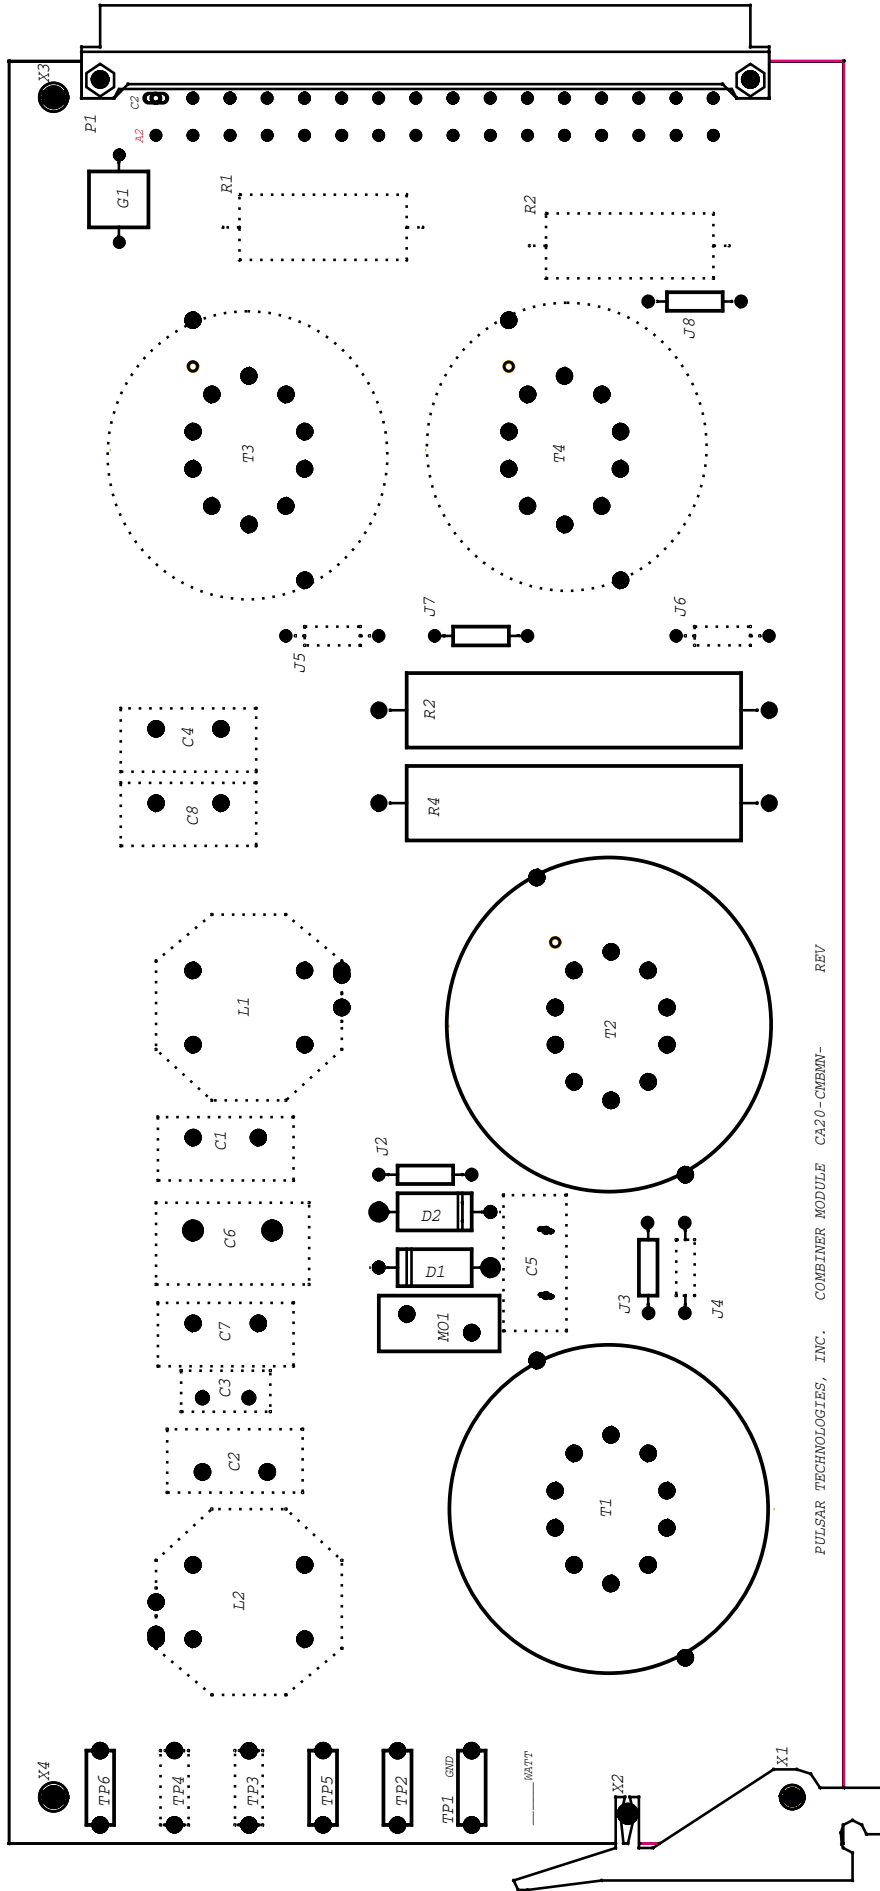 X3
C2
P1
A2
G1
R1
R2
J8
T3
T4
J7
J6
J5
R2
C4
R4
C8
L1
T2
REV
PULSAR TECHNOLOGIES, INC. COMBINER MODULE CA20-CMBMN-
C1
J2
D2
C6
C5
D1
J3
J4
C7
MO1
C3
C2
T1
L2
X4
TP6
TP4
TP3
TP5
TP2
TP1
GND
____WATT
X2
X1